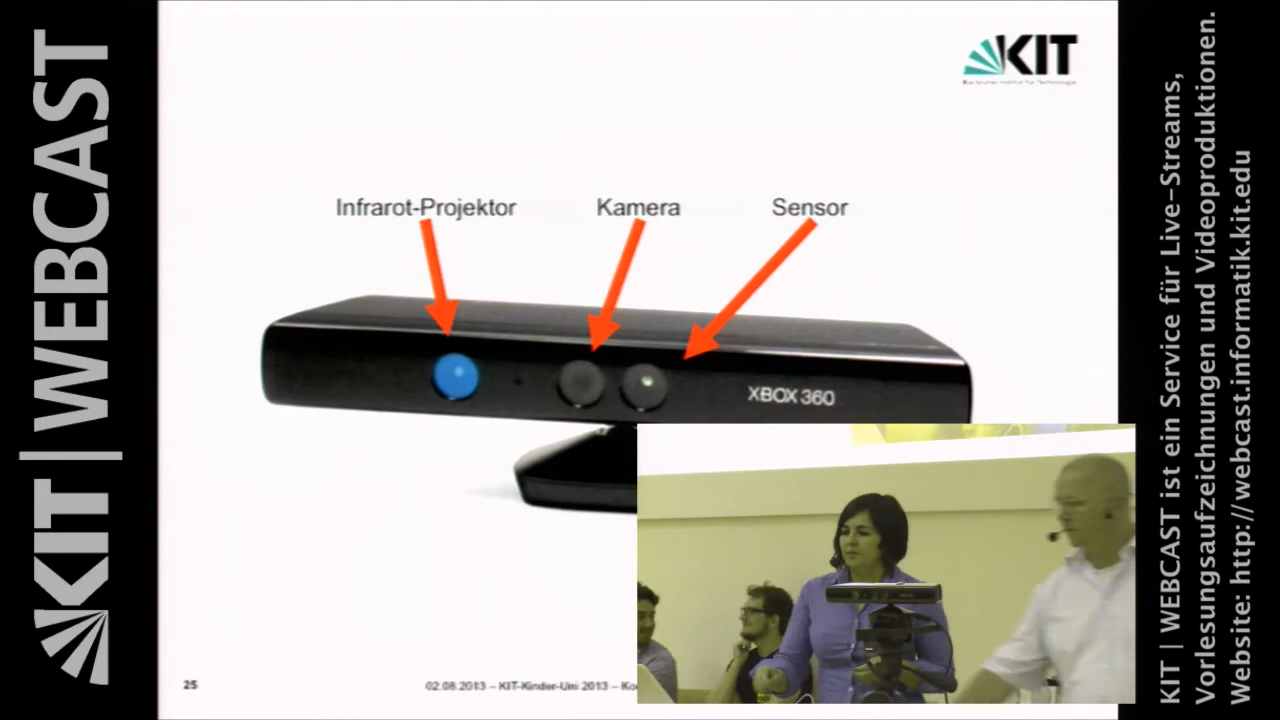 KIT | WEBCAST
KIT
Infrarot-Projektor
Kamera
Sensor
XBOX 360
25
02.08.2013 – KIT-Kinder-Uni 2013 –
KIT | WEBCAST ist ein Service für Live-Streams,
Vorlesungsaufzeichnungen und Videoproduktionen.
Website: http://webcast.informatik.kit.edu